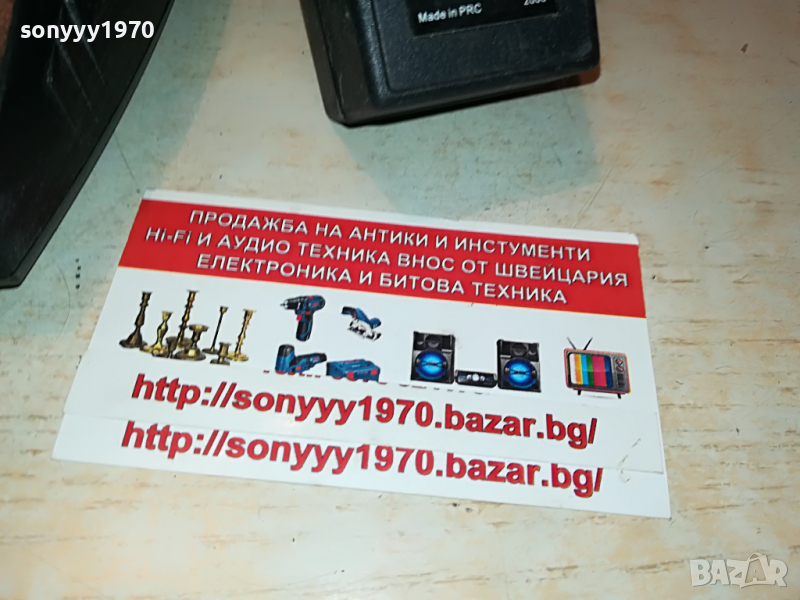 sonyyy1970
Made in PRC
ПРОДАЖБА НА АНТИКИ И ИНСТУМЕНТИ
Hi-Fi И АУДИО ТЕХНИКА ВНОС ОТ ШВЕЙЦАРИЯ
ЕЛЕКТРОНИКА И БИТОВА ТЕХНИКА
http://sonyyy1970.bazar.bg/
http://sonyyy1970.bazar.bg/
BAZAR